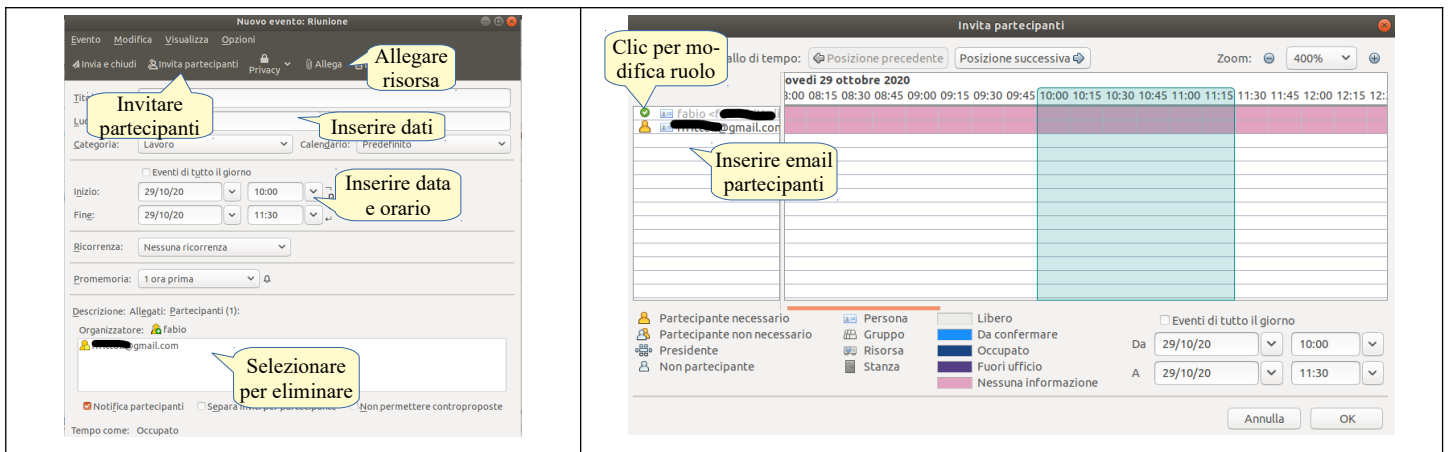 Nuovo evento: Riunione
Evento Modifica Visualizza Opzioni
Invia e chiudi Invita partecipanti Privacy Allega
Allegare
risorsa
Invitare
partecipanti
Inserire dati
Categoria: Lavoro Calendario: Predefinito
Eventi di tutto il giorno
Inizio: 29/10/20 10:00
Inserire data
e orario
Fine: 29/10/20 11:30
Ricorrenza: Nessuna ricorrenza
Promemoria: 1 ora prima
Descrizione: Allegati: Partecipanti (1):
Organizzatore: fabio
gmail.com
Selezionare
per eliminare
Notifica partecipanti Separa inviti per partecipante Non permettere controproposte
Tempo come: Occupato
Invita partecipanti
Clic per mo-
difica ruolo
di tempo: Posizione precedente Posizione successiva Zoom: 400%
ovedì 29 ottobre 2020
8:00 08:15 08:30 08:45 09:00 09:15 09:30 09:45 10:00 10:15 10:30 10:45 11:00 11:15 11:30 11:45 12:00 12:15 12:
fabio <f
@gmail.con
Inserire email
partecipanti
Partecipante necessario Persona Libero
Partecipante non necessario Gruppo Da confermare
Presidente Risorsa Occupato
Non partecipante Stanza Fuori ufficio
Nessuna informazione
Eventi di tutto il giorno
Da 29/10/20 10:00
A 29/10/20 11:30
Annulla OK